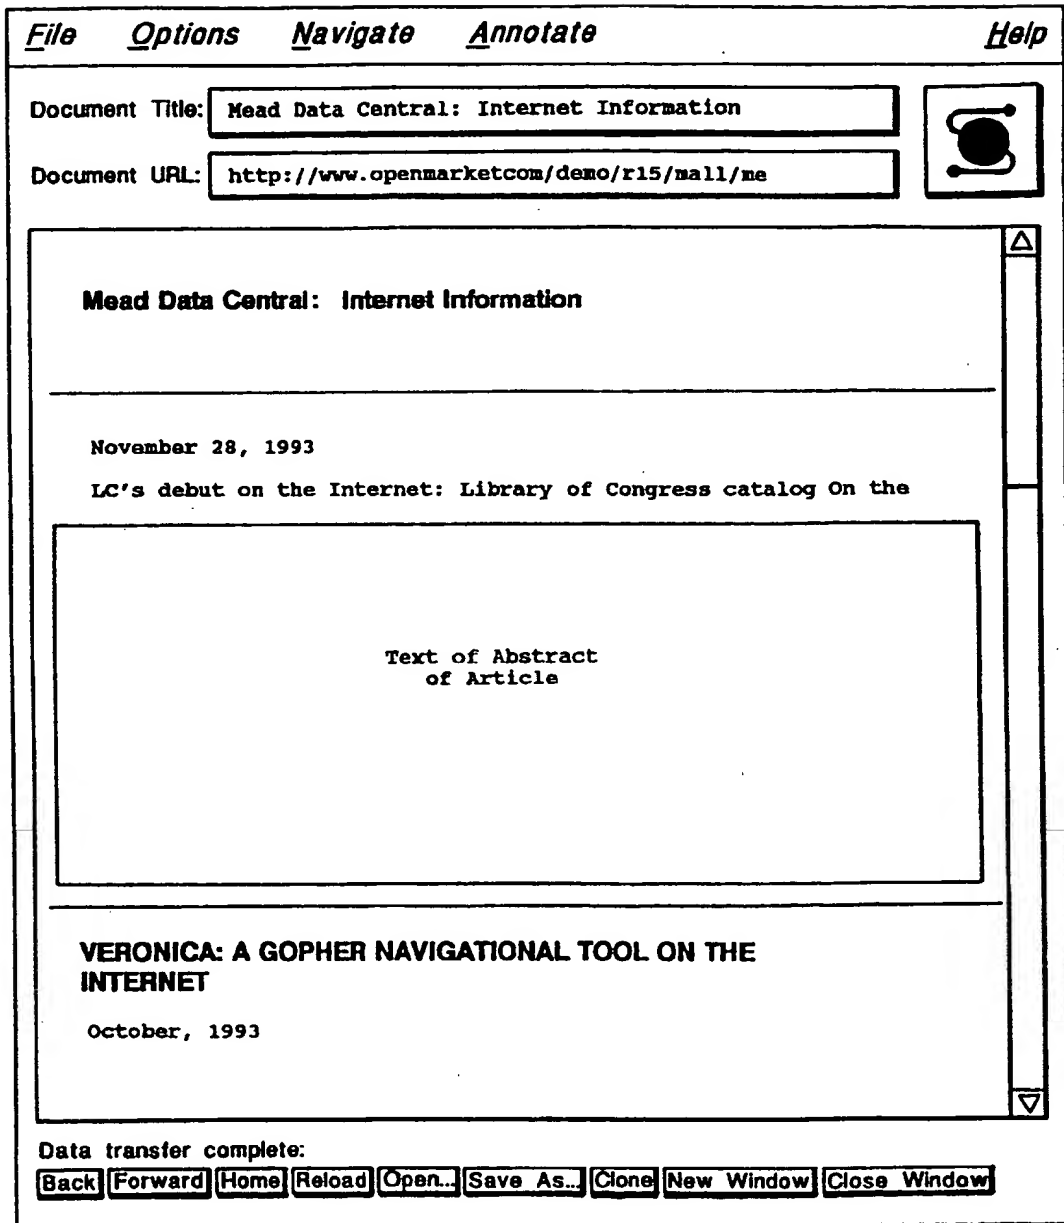 File Options Navigate Annotate Help
Document Title: Mead Data Central: Internet Information
Document URL: http://www.openmarketcom/demo/r15/mall/me
Mead Data Central: Internet Information
November 28, 1993
LC's debut on the Internet: Library of Congress catalog On the
Text of Abstract
of Article
VERONICA: A GOPHER NAVIGATIONAL TOOL ON THE
INTERNET
October, 1993
Data transfer complete:
Back Forward Home Reload Open... Save As... Clone New Window Close Window